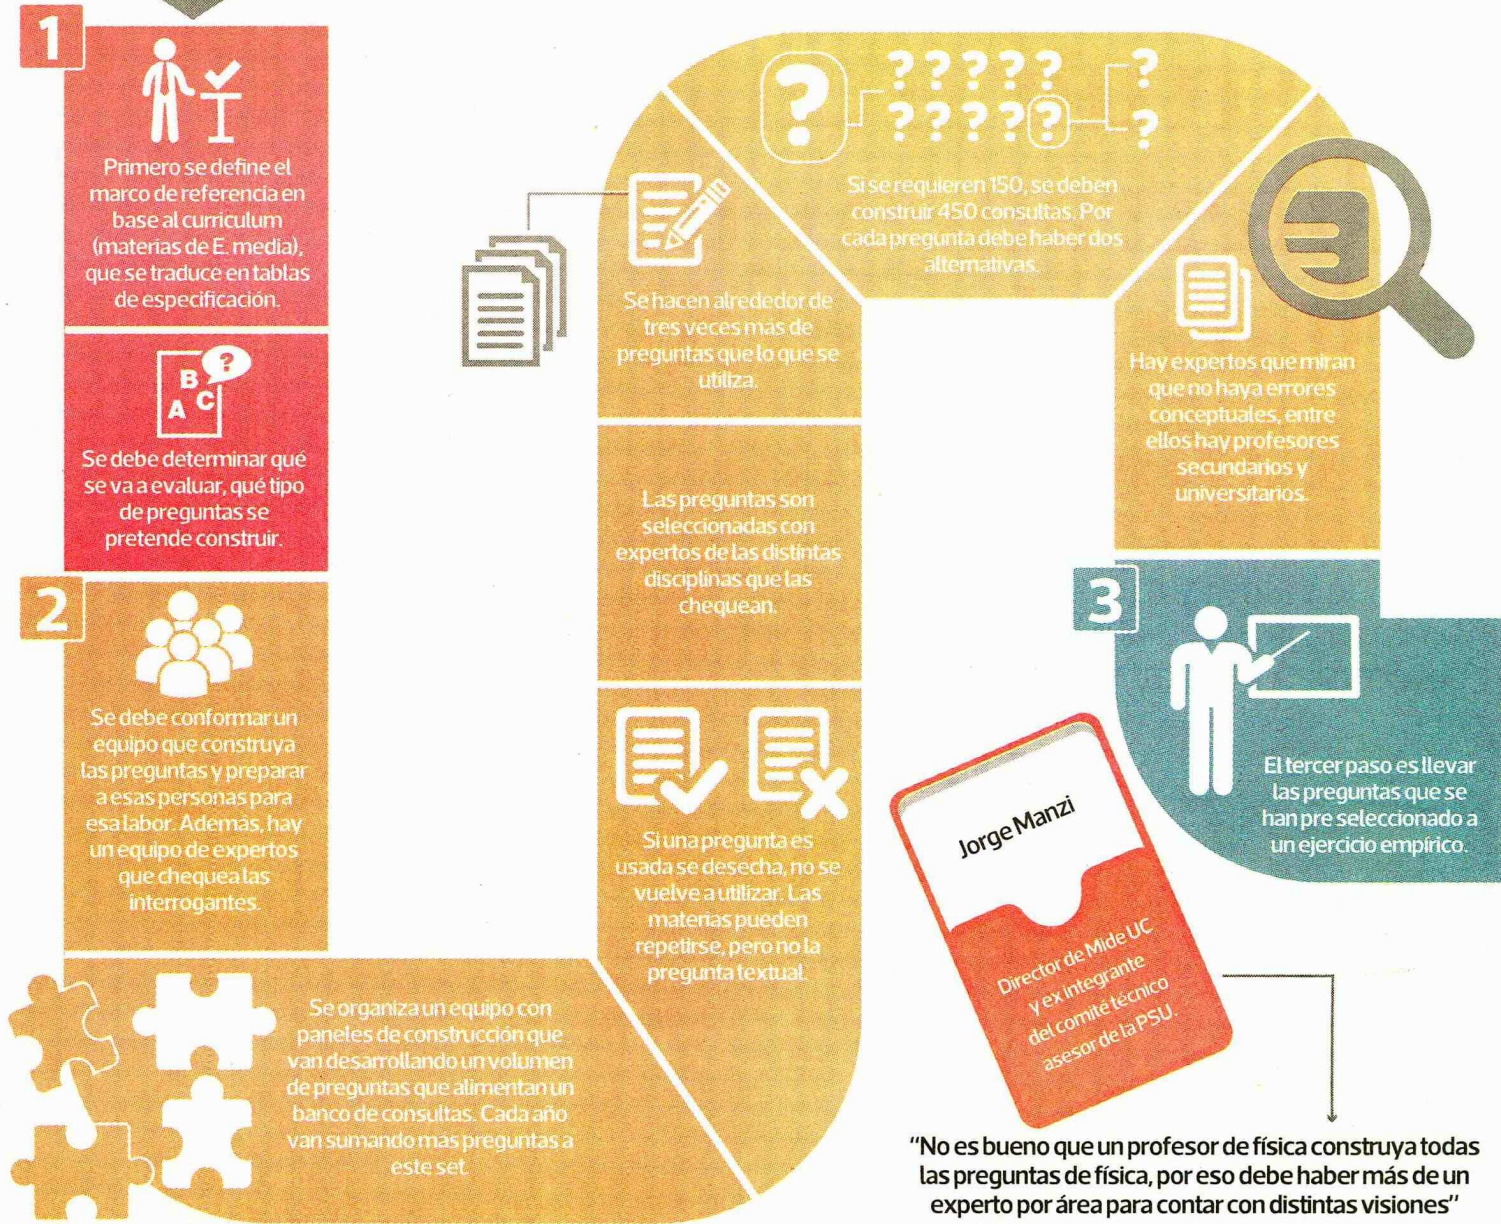 1
Primero se define el
marco de referencia en
base al curriculum
(materias de E. media),
que se traduce en tablas
de especificación.
?
B
A C
Se debe determinar qué
se va a evaluar, qué tipo
de preguntas se
pretende construir.
2
Se debe conformar un
equipo que construya
las preguntas y preparar
a esas personas para
esa labor. Además, hay
un equipo de expertos
que chequea las
interrogantes.
Se organiza un equipo con
paneles de construcción que
van desarrollando un volumen
de preguntas que alimentan un
banco de consultas. Cada año
van sumando más preguntas a
este set.
Si una pregunta es
usada se desecha, no se
vuelve a utilizar. Las
materias pueden
repetirse, pero no la
pregunta textual.
Las preguntas son
seleccionadas con
expertos de las distintas
disciplinas que las
chequean.
Se hacen alrededor de
tres veces más de
preguntas que lo que se
utiliza.
? ? ? ? ? ? ?
? ? ? ? ? ?
Si se requieren 150, se deben
construir 450 consultas. Por
cada pregunta debe haber dos
alternativas.
Hay expertos que miran
que no haya errores
conceptuales, entre
ellos hay profesores
secundarios y
universitarios.
3
El tercer paso es llevar
las preguntas que se
han pre seleccionado a
un ejercicio empírico.
Jorge Manzi
Director de Mide UC
y ex integrante
del comité técnico
asesor de la PSU.
"No es bueno que un profesor de física construya todas
las preguntas de física, por eso debe haber más de un
experto por área para contar con distintas visiones"